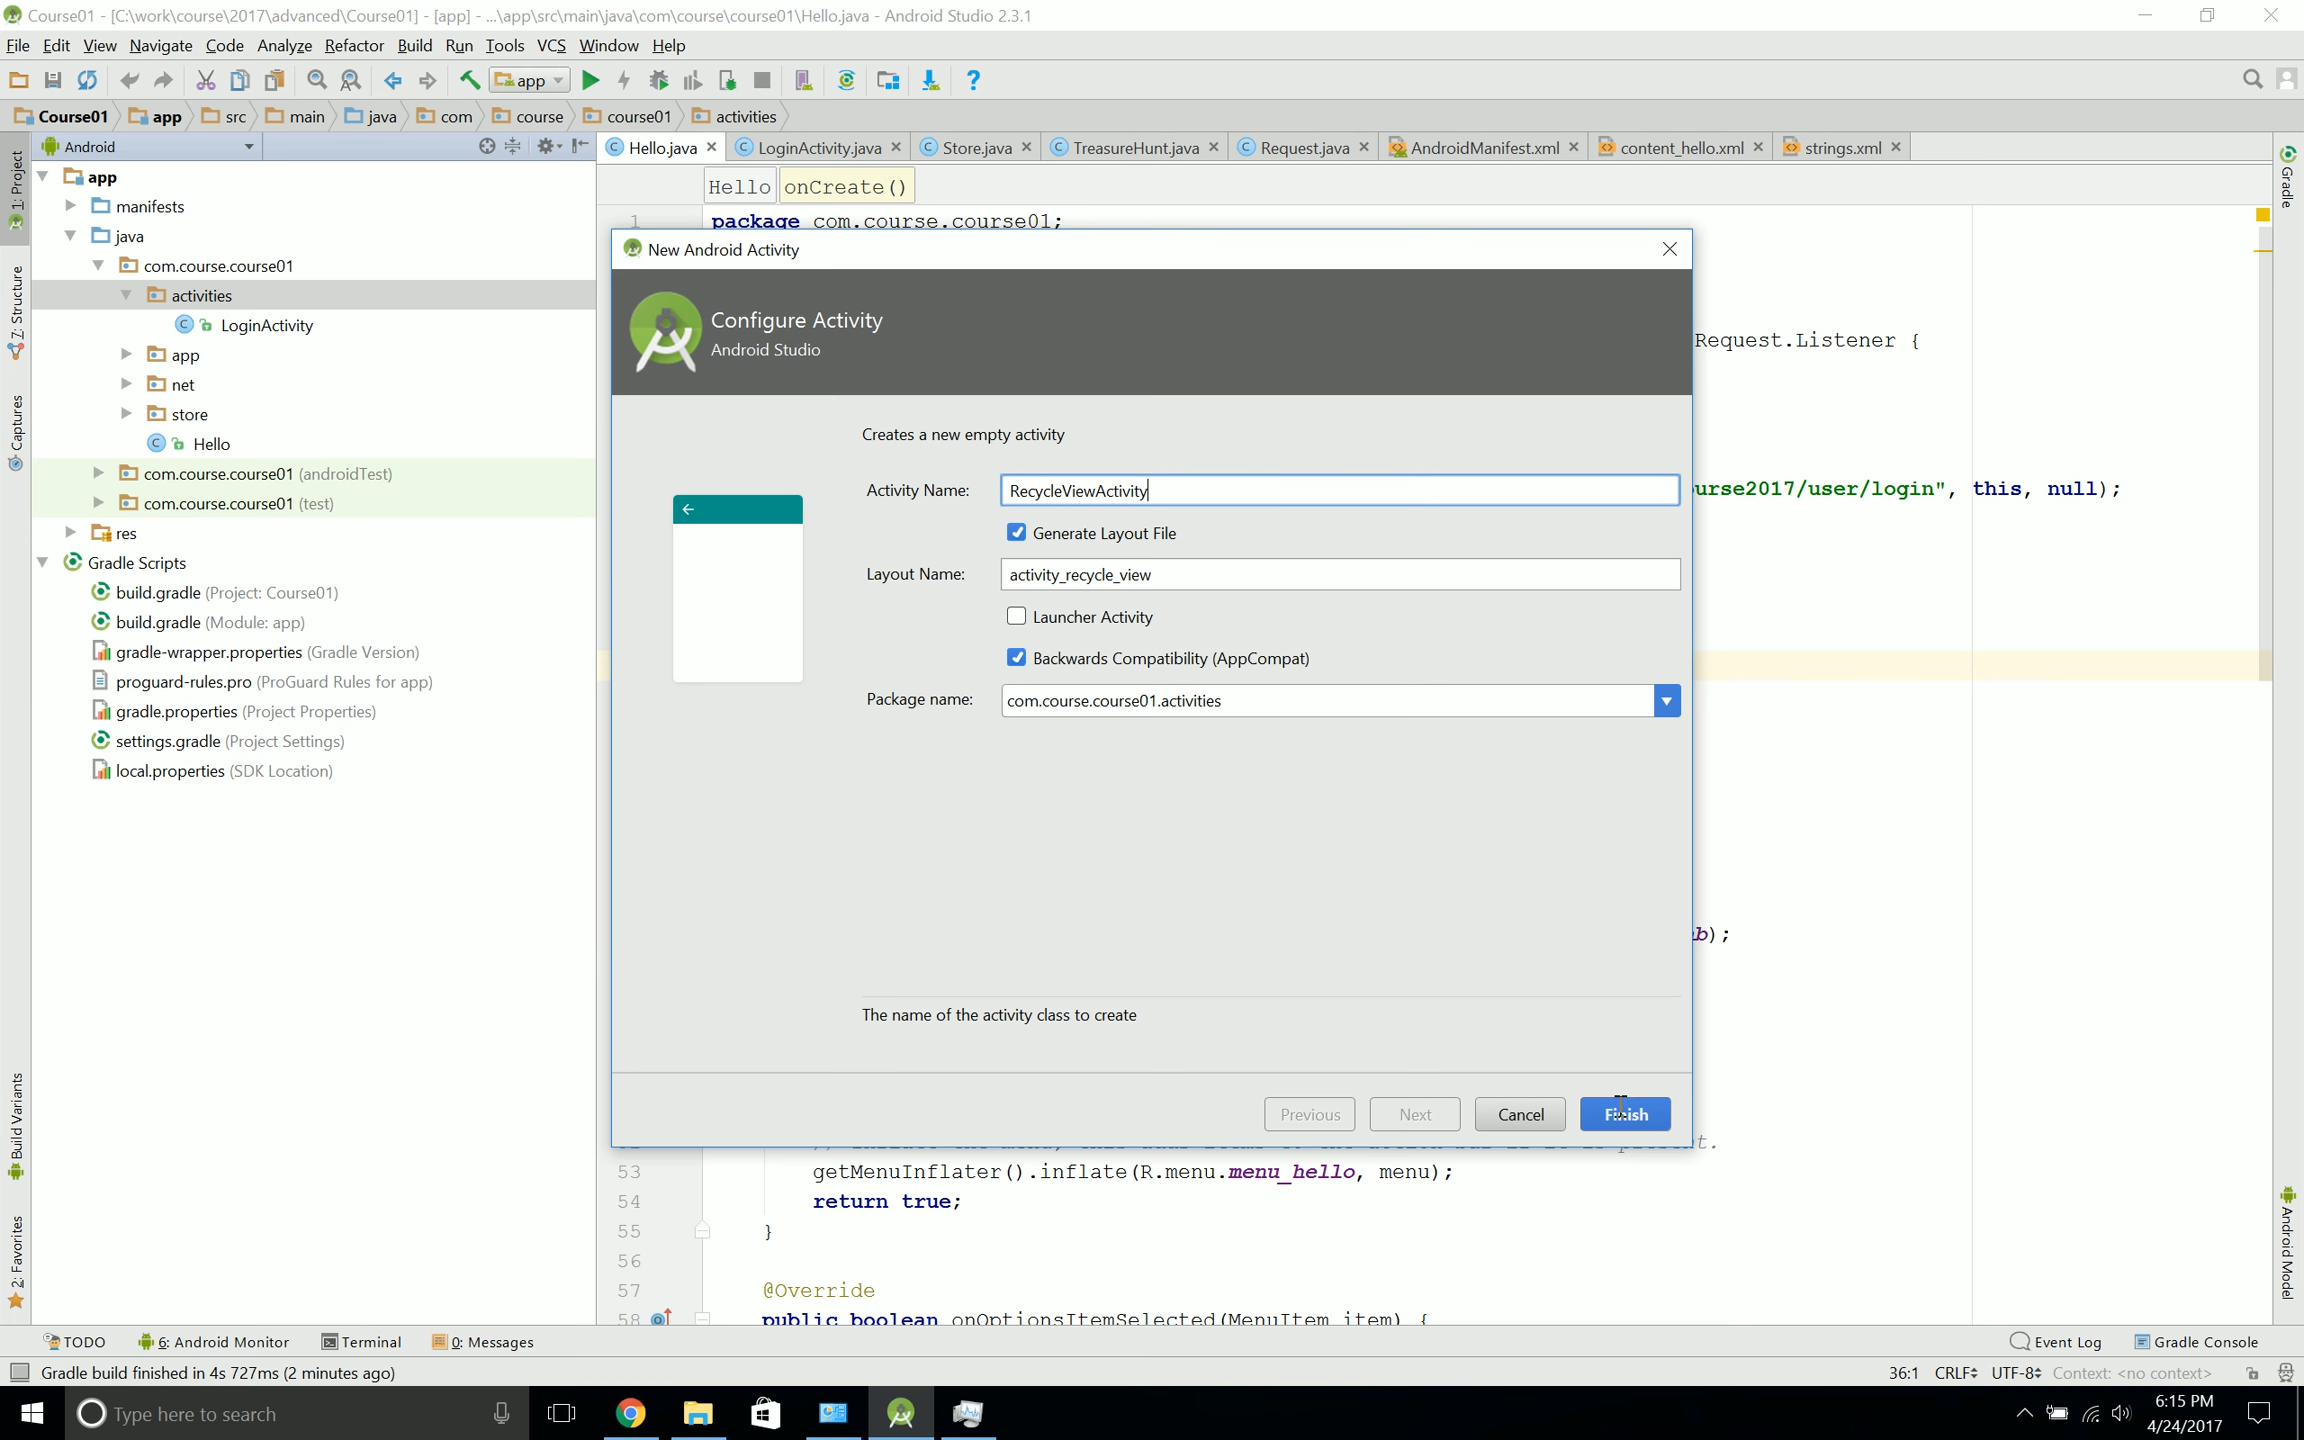 Course01 - [C:\work\course\2017\advanced\Course01] - [app] - ...\app\src\main\java\com\course\course01\Hello.java - Android Studio 2.3.1
File Edit View Navigate Code Analyze Refactor Build Run Tools VCS Window Help
app
Course01 app src main java com course course01 activities
Android
Hello.java LoginActivity.java Store.java TreasureHunt.java Request.java AndroidManifest.xml content_hello.xml strings.xml
Hello onCreate()
1 package com.course.course01;
1: Project
7: Structure
Captures
Build Variants
2: Favorites
app
manifests
java
com.course.course01
activities
LoginActivity
app
net
store
Hello
com.course.course01 (androidTest)
com.course.course01 (test)
res
Gradle Scripts
build.gradle (Project: Course01)
build.gradle (Module: app)
gradle-wrapper.properties (Gradle Version)
proguard-rules.pro (ProGuard Rules for app)
gradle.properties (Project Properties)
settings.gradle (Project Settings)
local.properties (SDK Location)
New Android Activity
Configure Activity
Android Studio
Creates a new empty activity
Activity Name: RecycleViewActivity
Generate Layout File
Layout Name: activity_recycle_view
Launcher Activity
Backwards Compatibility (AppCompat)
Package name: com.course.course01.activities
The name of the activity class to create
Previous Next Cancel Finish
Request.Listener {
urse2017/user/login", this, null);
b);
53 getMenuInflater().inflate(R.menu.menu_hello, menu);
54 return true;
55 }
56
57 @Override
58 public boolean onOptionsItemSelected(MenuItem item) {
Gradle
Android Model
TODO 6: Android Monitor Terminal 0: Messages Event Log Gradle Console
Gradle build finished in 4s 727ms (2 minutes ago) 36:1 CRLF UTF-8 Context: <no context>
Type here to search
6:15 PM
4/24/2017